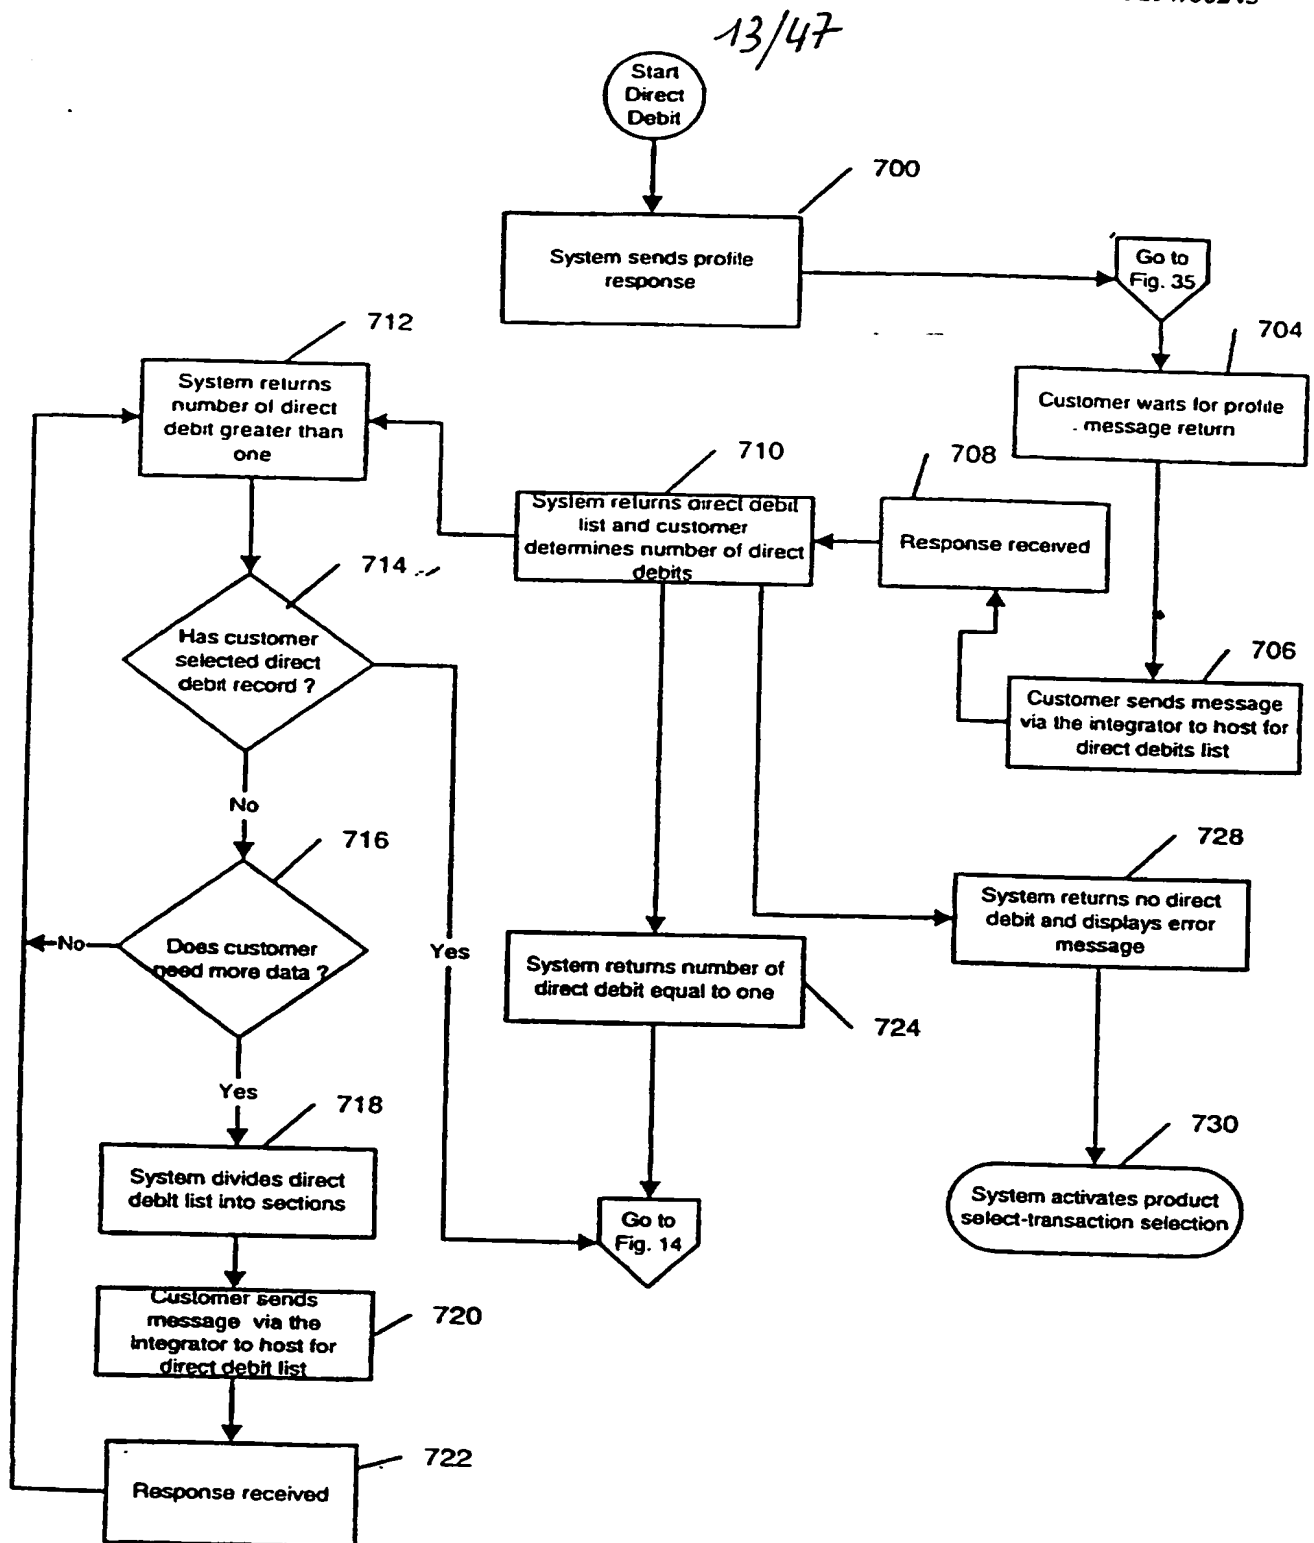 13/47
Start
Direct
Debit
700
System sends profile
response
Go to
Fig. 35
704
Customer waits for profile
message return
712
System returns
number of direct
debit greater than
one
710
System returns direct debit
list and customer
determines number of direct
debits
708
Response received
706
Customer sends message
via the integrator to host for
direct debits list
714
Has customer
selected direct
debit record ?
No
716
Does customer
need more data ?
No
Yes
Yes
728
System returns no direct
debit and displays error
message
System returns number of
direct debit equal to one
724
718
System divides direct
debit list into sections
730
System activates product
select-transaction selection
Go to
Fig. 14
Customer sends
message via the
integrator to host for
direct debit list
720
722
Response received